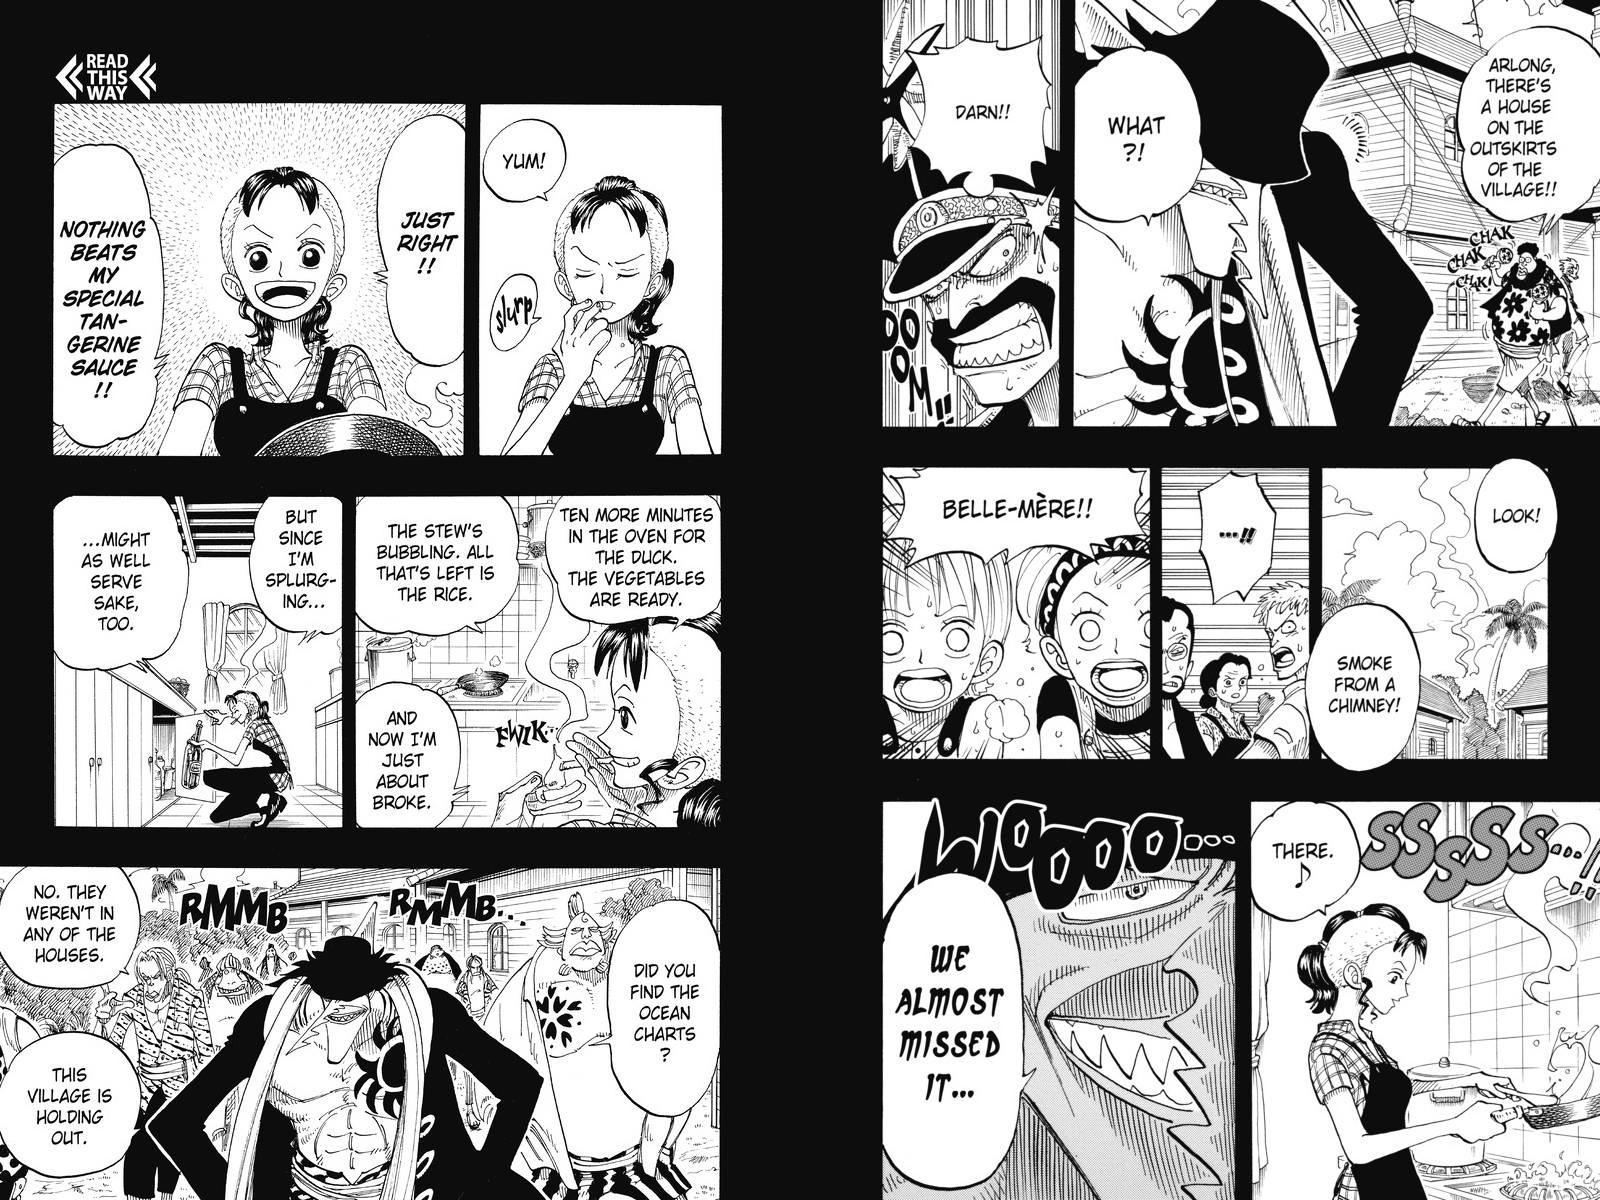 ARLONG,
THERE'S
A HOUSE
ON THE
OUTSKIRTS
OF THE
VILLAGE!!
CHAK
CHAK
CHAK
WHAT
?!
DARN!!
DOOOM!!
LOOK!
SMOKE
FROM A
CHIMNEY!
...!!
BELLE-MÈRE!!
THERE.
♪
SSSSSS...!!
WOOOO...
WE
ALMOST
MISSED
IT...
READ
THIS
WAY
YUM!
slurp
JUST
RIGHT
!!
NOTHING
BEATS
MY
SPECIAL
TAN-
GERINE
SAUCE
!!
TEN MORE MINUTES
IN THE OVEN FOR
THE DUCK.
THE VEGETABLES
ARE READY.
THE STEW'S
BUBBLING. ALL
THAT'S LEFT IS
THE RICE.
FWIK...
AND
NOW I'M
JUST
ABOUT
BROKE.
BUT
SINCE
I'M
SPLURG-
ING...
...MIGHT
AS WELL
SERVE
SAKE,
TOO.
DID YOU
FIND THE
OCEAN
CHARTS
?
RMMB...
RMMB
NO. THEY
WEREN'T IN
ANY OF THE
HOUSES.
THIS
VILLAGE IS
HOLDING
OUT.